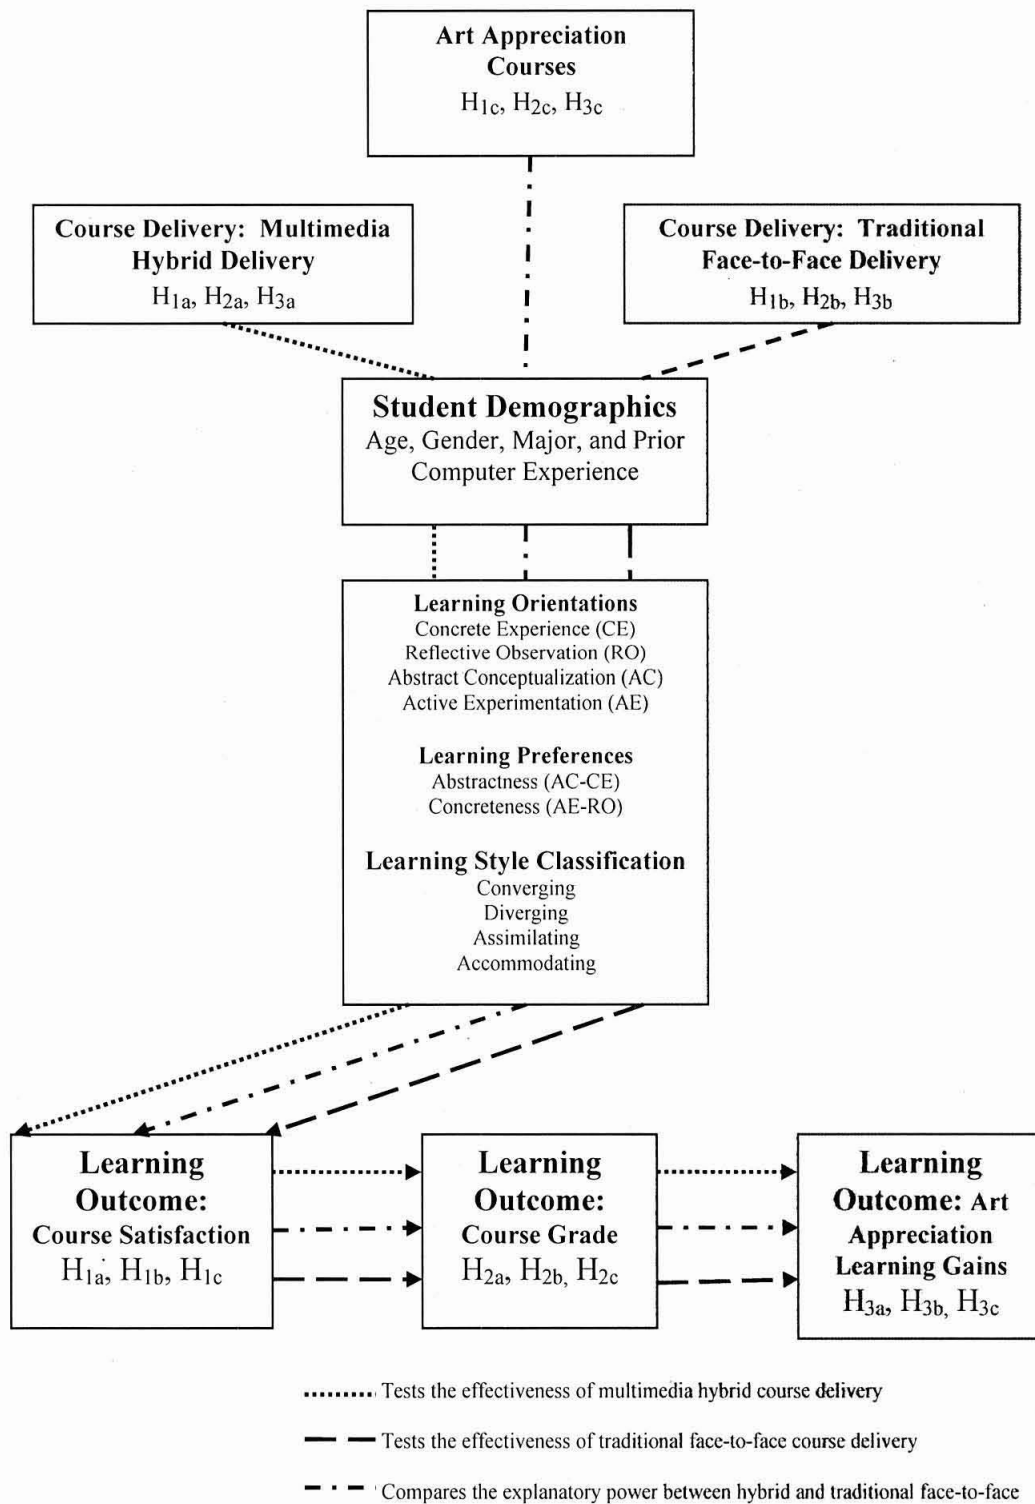 Art Appreciation
Courses
H1c, H2c, H3c
Course Delivery: Multimedia
Hybrid Delivery
H1a, H2a, H3a
Course Delivery: Traditional
Face-to-Face Delivery
H1b, H2b, H3b
Student Demographics
Age, Gender, Major, and Prior
Computer Experience
Learning Orientations
Concrete Experience (CE)
Reflective Observation (RO)
Abstract Conceptualization (AC)
Active Experimentation (AE)
Learning Preferences
Abstractness (AC-CE)
Concreteness (AE-RO)
Learning Style Classification
Converging
Diverging
Assimilating
Accommodating
Learning
Outcome:
Course Satisfaction
H1a, H1b, H1c
Learning
Outcome:
Course Grade
H2a, H2b, H2c
Learning
Outcome: Art
Appreciation
Learning Gains
H3a, H3b, H3c
Tests the effectiveness of multimedia hybrid course delivery
Tests the effectiveness of traditional face-to-face course delivery
Compares the explanatory power between hybrid and traditional face-to-face